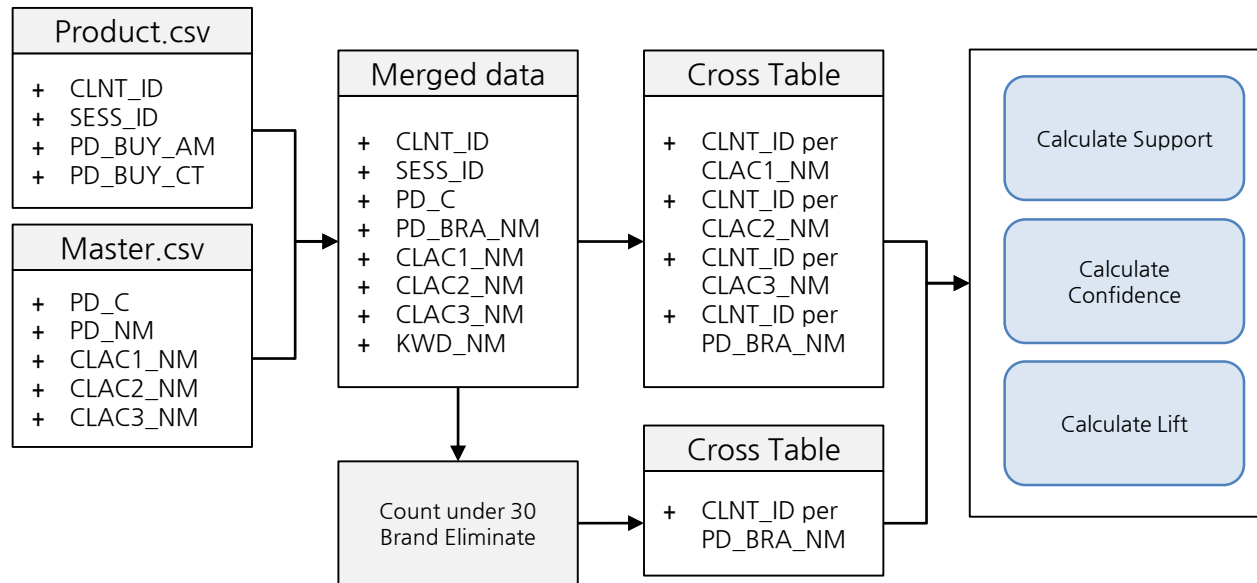 Product.csv
+ CLNT_ID
+ SESS_ID
+ PD_BUY_AM
+ PD_BUY_CT
Master.csv
+ PD_C
+ PD_NM
+ CLAC1_NM
+ CLAC2_NM
+ CLAC3_NM
Merged data
+ CLNT_ID
+ SESS_ID
+ PD_C
+ PD_BRA_NM
+ CLAC1_NM
+ CLAC2_NM
+ CLAC3_NM
+ KWD_NM
Count under 30
Brand Eliminate
Cross Table
+ CLNT_ID per
CLAC1_NM
+ CLNT_ID per
CLAC2_NM
+ CLNT_ID per
CLAC3_NM
+ CLNT_ID per
PD_BRA_NM
Cross Table
+ CLNT_ID per
PD_BRA_NM
Calculate Support
Calculate
Confidence
Calculate Lift